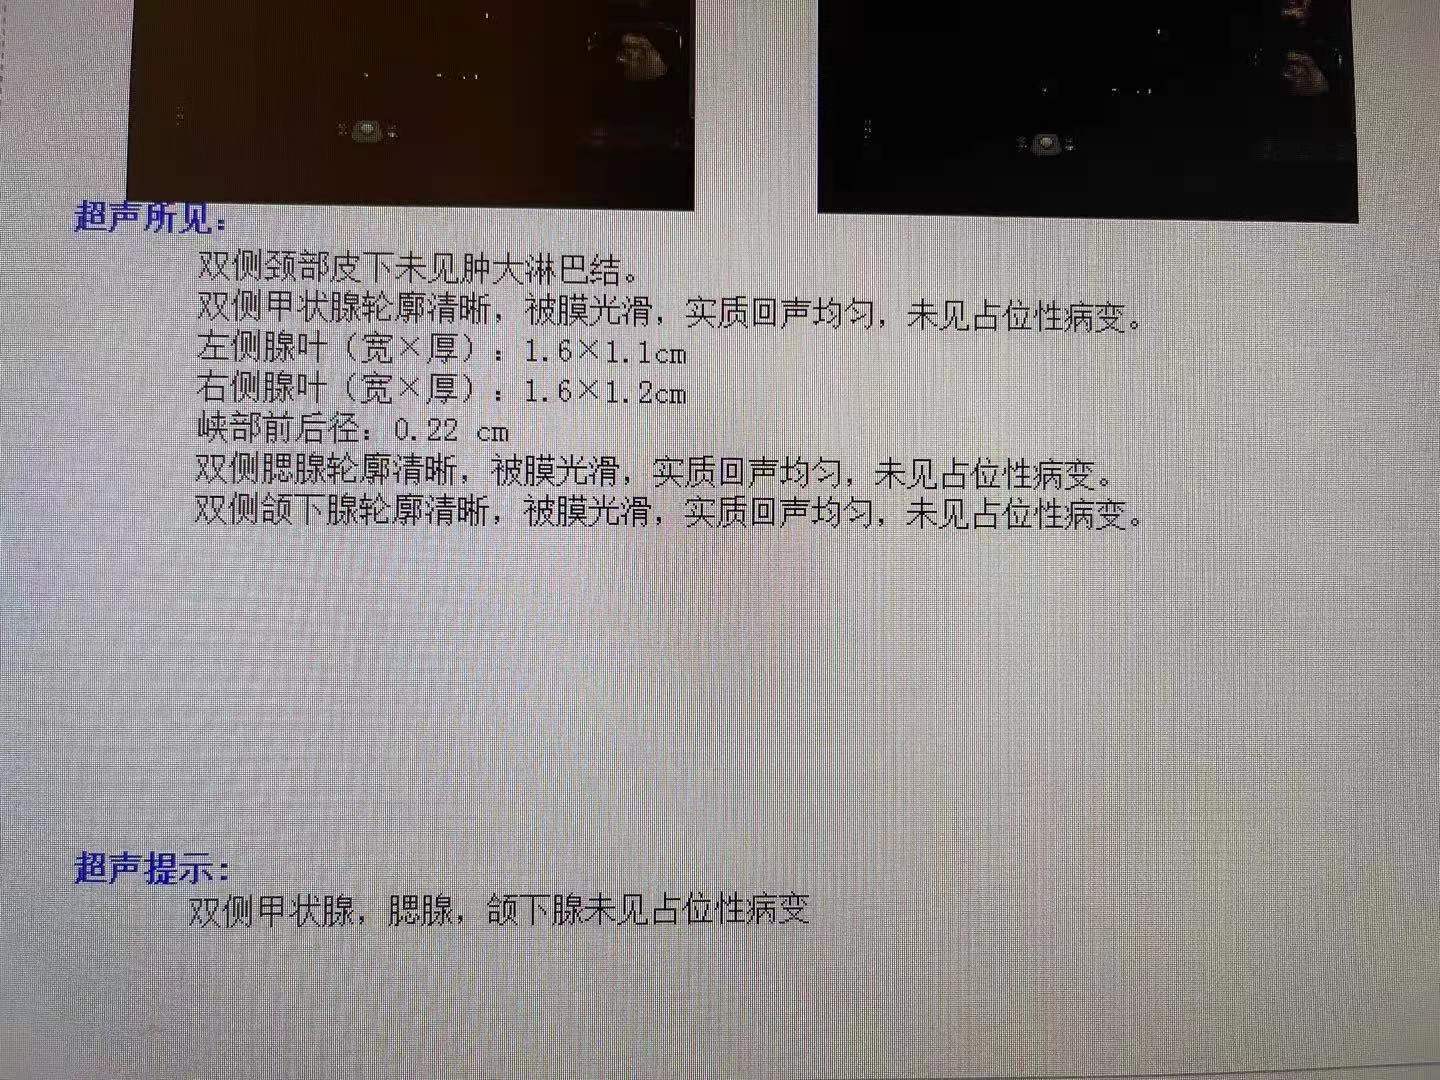 超声所见：
双侧颈部皮下未见肿大淋巴结。
双侧甲状腺轮廓清晰，被膜光滑，实质回声均匀，未见占位性病变。
左侧腺叶（宽×厚）：1.6×1.1cm
右侧腺叶（宽×厚）：1.6×1.2cm
峡部前后径：0.22 cm
双侧腮腺轮廓清晰，被膜光滑，实质回声均匀，未见占位性病变。
双侧颌下腺轮廓清晰，被膜光滑，实质回声均匀，未见占位性病变。
超声提示：
双侧甲状腺，腮腺，颌下腺未见占位性病变